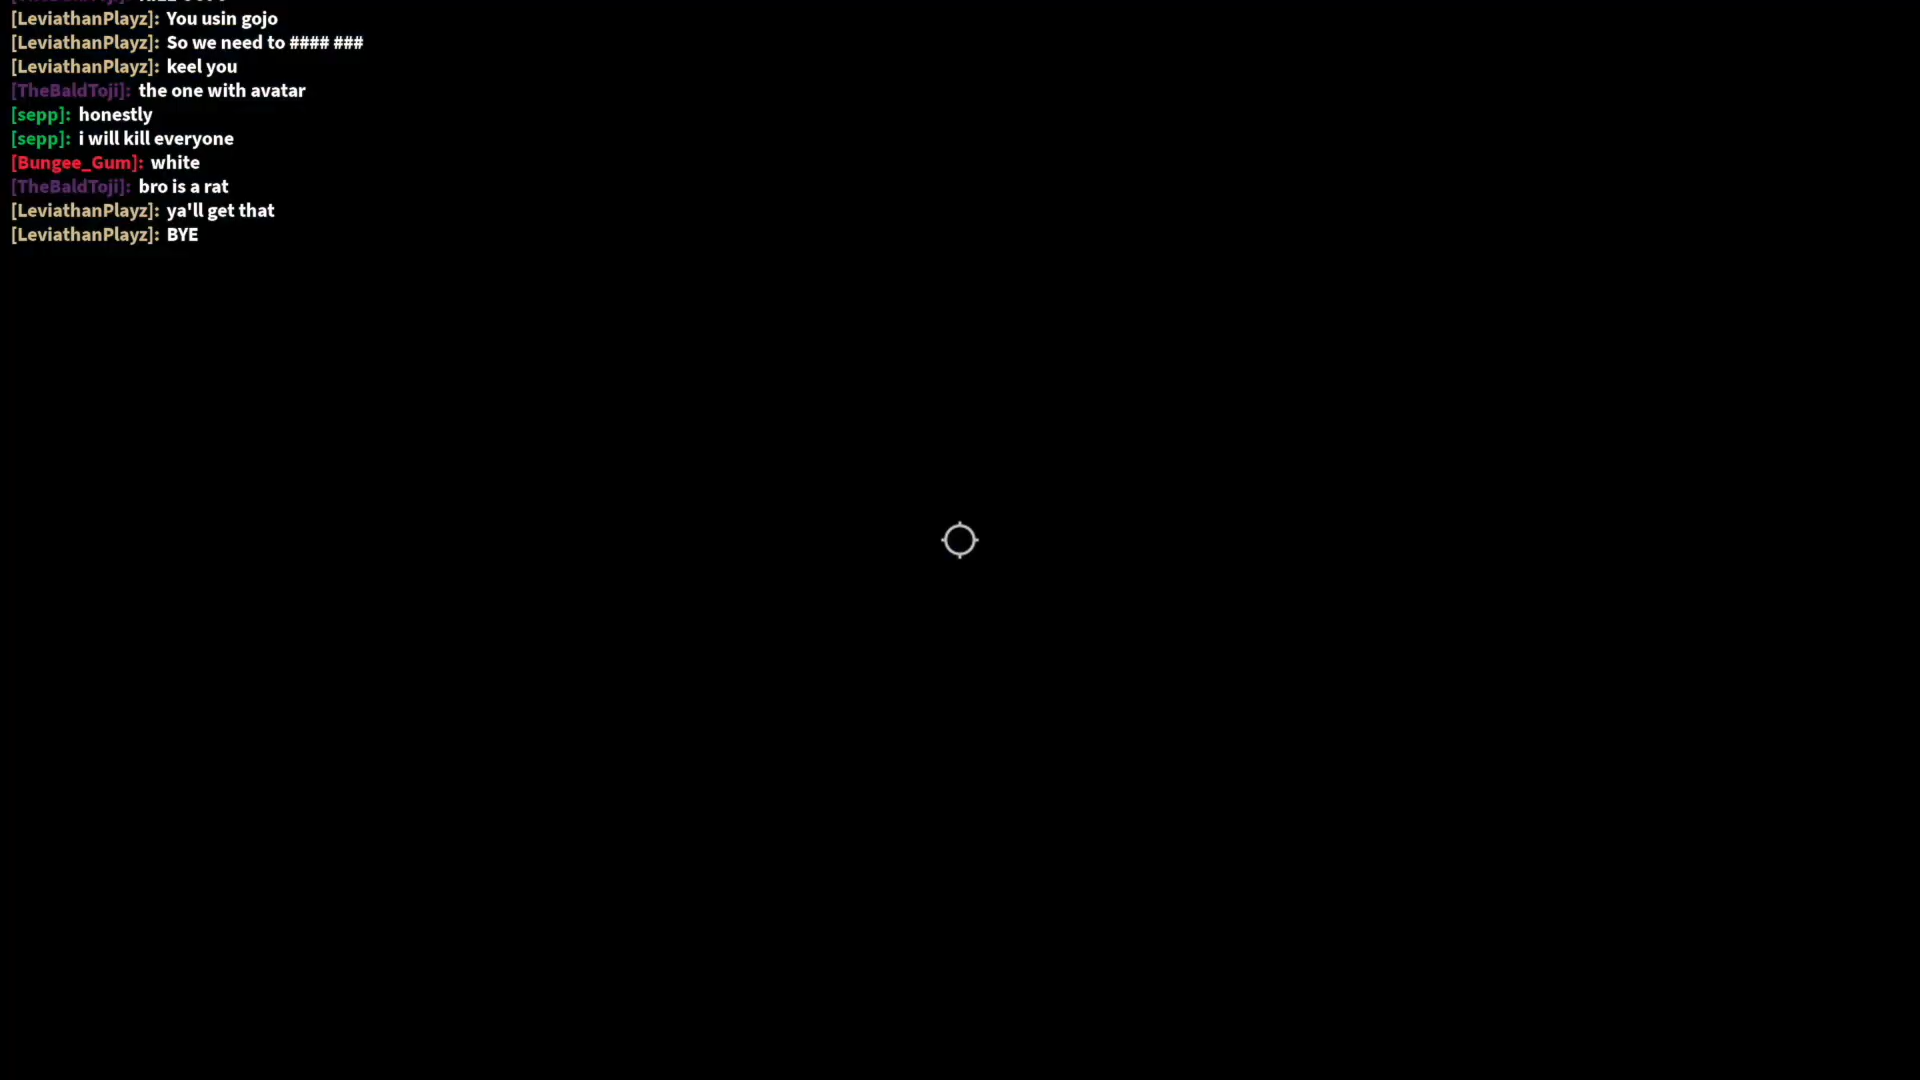 [LeviathanPlayz]: You usin gojo
[LeviathanPlayz]: So we need to #### ###
[LeviathanPlayz]: keel you
[TheBaldToji]: the one with avatar
[sepp]: honestly
[sepp]: i will kill everyone
[Bungee_Gum]: white
[TheBaldToji]: bro is a rat
[LeviathanPlayz]: ya'll get that
[LeviathanPlayz]: BYE